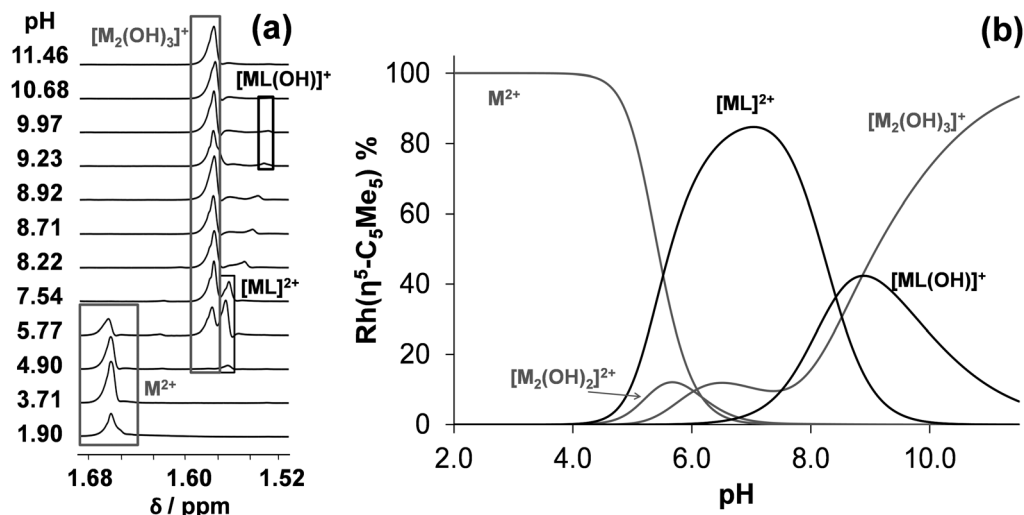 pH
(a)
[M₂(OH)₃]⁺
11.46
[ML(OH)]⁺
10.68
9.97
9.23
8.92
8.71
8.22
[ML]²⁺
7.54
5.77
4.90
M²⁺
3.71
1.90
1.68 1.60 1.52
δ / ppm
(b)
Rh(η⁵-C₅Me₅) %
100
80
60
40
20
0
M²⁺
[ML]²⁺
[M₂(OH)₃]⁺
[ML(OH)]⁺
[M₂(OH)₂]²⁺
2.0 4.0 6.0 8.0 10.0
pH